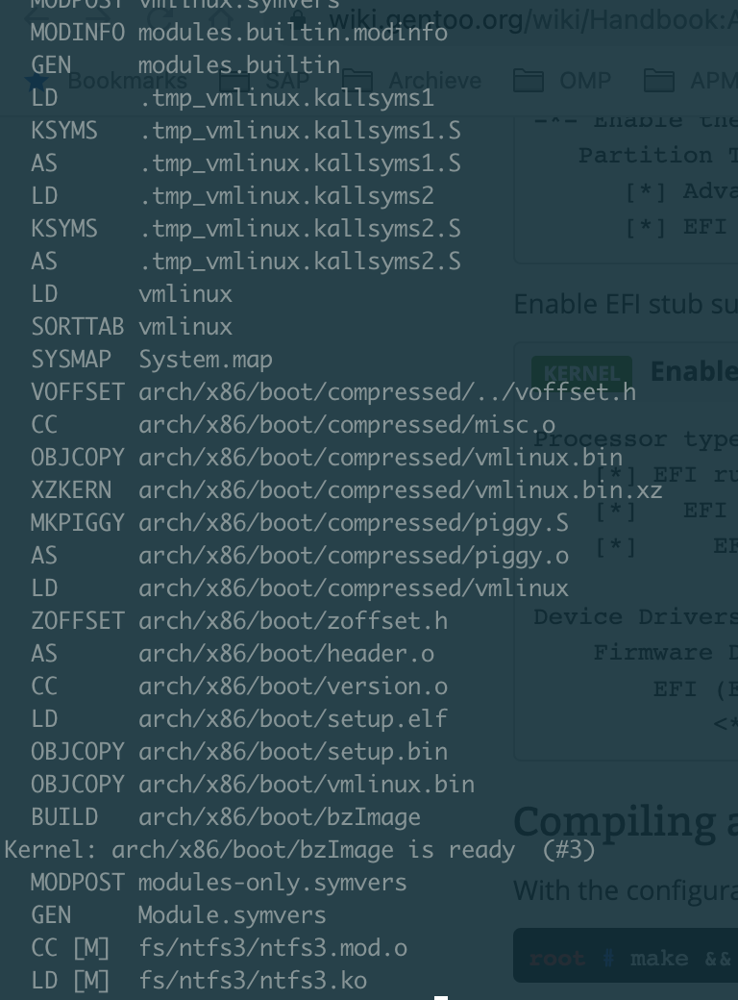 MODPOST vmlinux.symvers
MODINFO modules.builtin.modinfo
GEN modules.builtin
LD .tmp_vmlinux.kallsyms1
KSYMS .tmp_vmlinux.kallsyms1.S
AS .tmp_vmlinux.kallsyms1.S
LD .tmp_vmlinux.kallsyms2
KSYMS .tmp_vmlinux.kallsyms2.S
AS .tmp_vmlinux.kallsyms2.S
LD vmlinux
SORTTAB vmlinux
SYSMAP System.map
VOFFSET arch/x86/boot/compressed/../voffset.h
CC arch/x86/boot/compressed/misc.o
OBJCOPY arch/x86/boot/compressed/vmlinux.bin
XZKERN arch/x86/boot/compressed/vmlinux.bin.xz
MKPIGGY arch/x86/boot/compressed/piggy.S
AS arch/x86/boot/compressed/piggy.o
LD arch/x86/boot/compressed/vmlinux
ZOFFSET arch/x86/boot/zoffset.h
AS arch/x86/boot/header.o
CC arch/x86/boot/version.o
LD arch/x86/boot/setup.elf
OBJCOPY arch/x86/boot/setup.bin
OBJCOPY arch/x86/boot/vmlinux.bin
BUILD arch/x86/boot/bzImage
Kernel: arch/x86/boot/bzImage is ready (#3)
MODPOST modules-only.symvers
GEN Module.symvers
CC [M] fs/ntfs3/ntfs3.mod.o
LD [M] fs/ntfs3/ntfs3.ko
wiki.gentoo.org/wiki/Handbook:A
Bookmarks SAP Archieve OMP APM
-*- Enable the
Partition T
[*] Adva
[*] EFI
Enable EFI stub su
KERNEL Enable
Processor type
[*] EFI ru
[*] EFI
[*] EF
Device Drivers
Firmware D
EFI (E
<*
Compiling a
With the configura
root # make &&